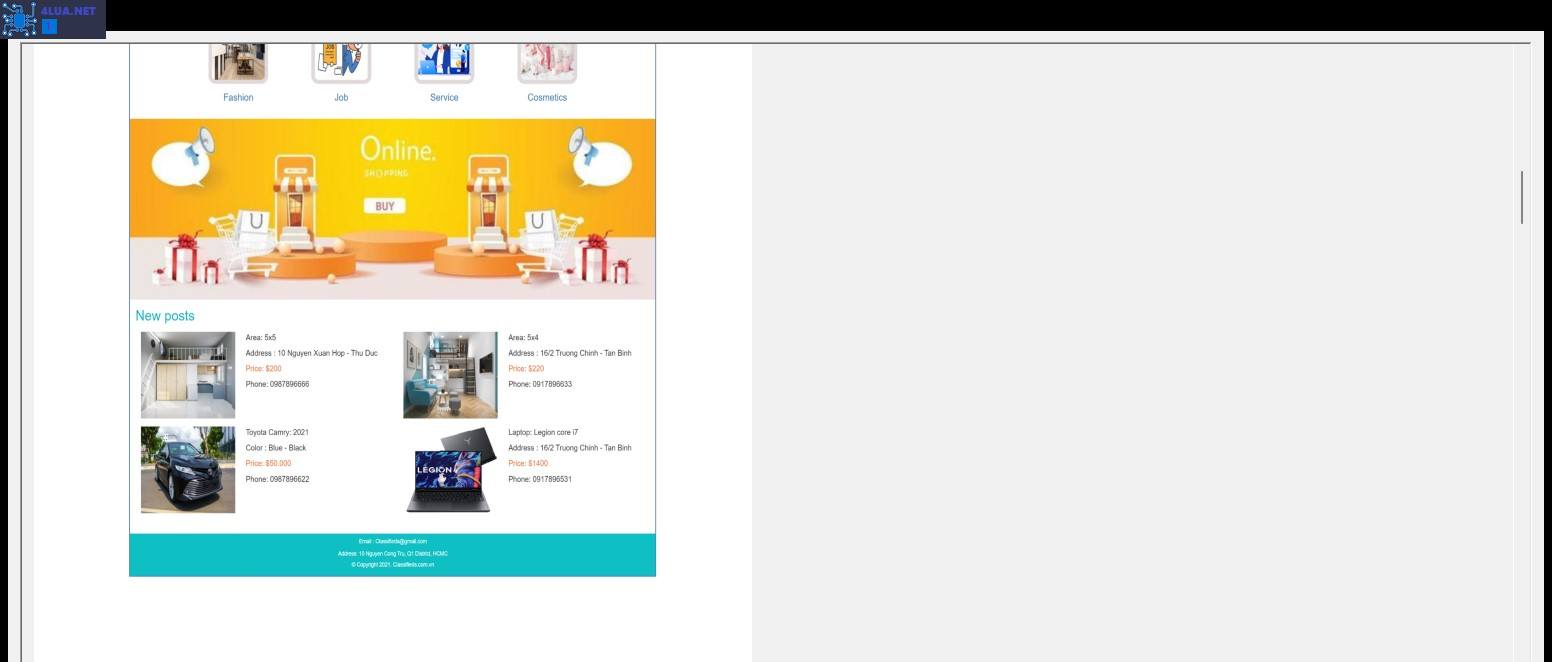 4LUA.NET
1
Fashion
Job
Service
Cosmetics
Online.
SHOPPING
BUY
New posts
Area: 5x5
Address : 10 Nguyen Xuan Hop - Thu Duc
Price: $200
Phone: 0987896666
Area: 5x4
Address : 16/2 Truong Chinh - Tan Binh
Price: $220
Phone: 0917896633
Toyota Camry: 2021
Color : Blue - Black
Price: $50.000
Phone: 0987896622
LEGION
Laptop: Legion core i7
Address : 16/2 Truong Chinh - Tan Binh
Price: $1400
Phone: 0917896531
Email : Classifieds@gmail.com
Address: 10 Nguyen Cong Tru, Q1 District, HCMC
© Copyright 2021. Classifieds.com.vn